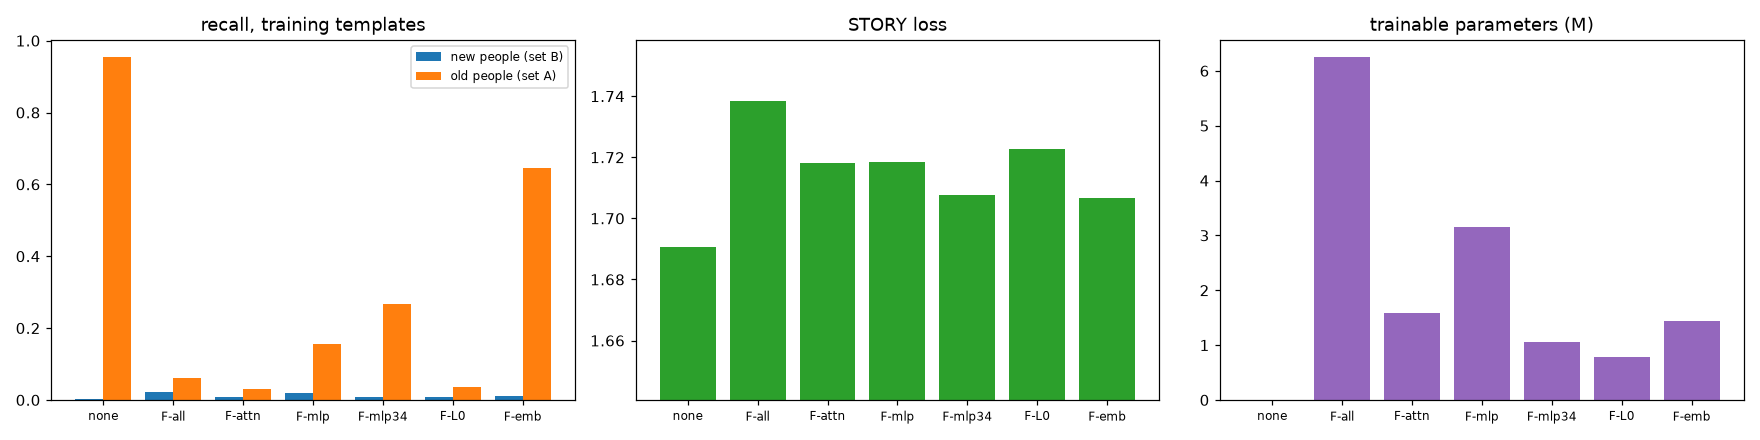 recall, training templates
1.0
0.8
0.6
0.4
0.2
0.0
new people (set B)
old people (set A)
none F-all F-attn F-mlp F-mlp34 F-L0 F-emb
STORY loss
1.74
1.72
1.70
1.68
1.66
none F-all F-attn F-mlp F-mlp34 F-L0 F-emb
trainable parameters (M)
6
5
4
3
2
1
0
none F-all F-attn F-mlp F-mlp34 F-L0 F-emb